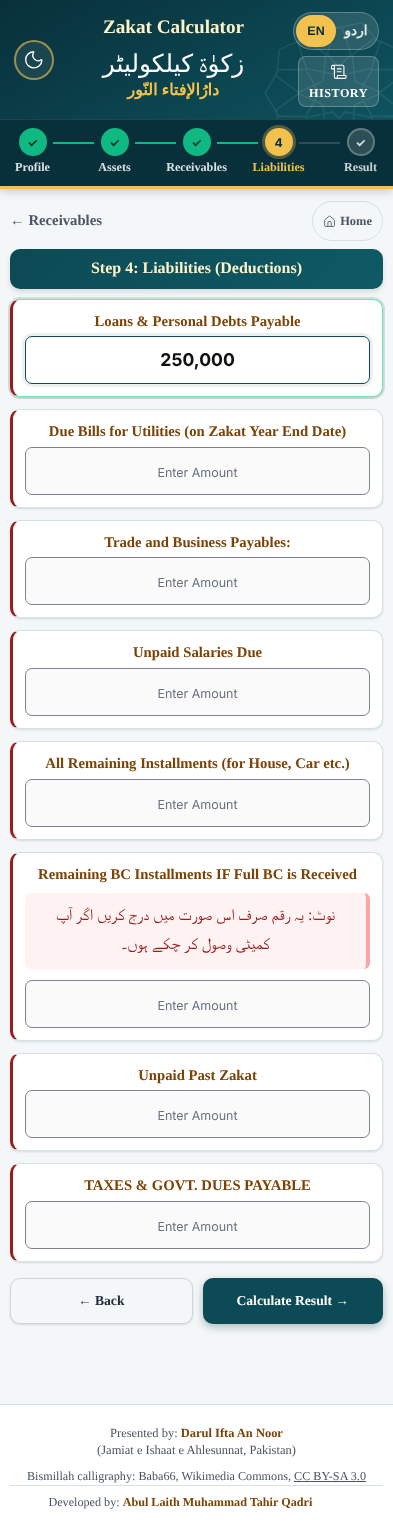 Zakat Calculator
زکوٰۃ کیلکولیٹر
دارُالإفتاء النّور
EN اردو
HISTORY
Profile Assets Receivables 4 Liabilities Result
← Receivables
Home
Step 4: Liabilities (Deductions)
Loans & Personal Debts Payable
250,000
Due Bills for Utilities (on Zakat Year End Date)
Enter Amount
Trade and Business Payables:
Enter Amount
Unpaid Salaries Due
Enter Amount
All Remaining Installments (for House, Car etc.)
Enter Amount
Remaining BC Installments IF Full BC is Received
نوٹ: یہ رقم صرف اس صورت میں درج کریں اگر آپ
کمیٹی وصول کر چکے ہوں۔
Enter Amount
Unpaid Past Zakat
Enter Amount
TAXES & GOVT. DUES PAYABLE
Enter Amount
← Back
Calculate Result →
Presented by: Darul Ifta An Noor
(Jamiat e Ishaat e Ahlesunnat, Pakistan)
Bismillah calligraphy: Baba66, Wikimedia Commons, CC BY-SA 3.0
Developed by: Abul Laith Muhammad Tahir Qadri